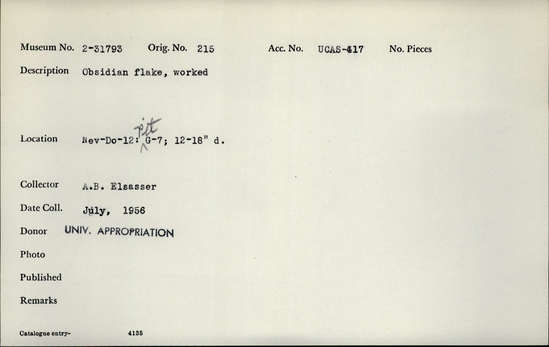 Museum No. 2-31793 Orig. No. 215 Acc. No. UCAS-417 No. Pieces
Description Obsidian flake, worked
pit
Location Nev-Do-12: G-7; 12-18" d.
Collector A.B. Elsasser
Date Coll. July, 1956
Donor UNIV. APPROPRIATION
Photo
Published
Remarks
Catalogue entry- 4135